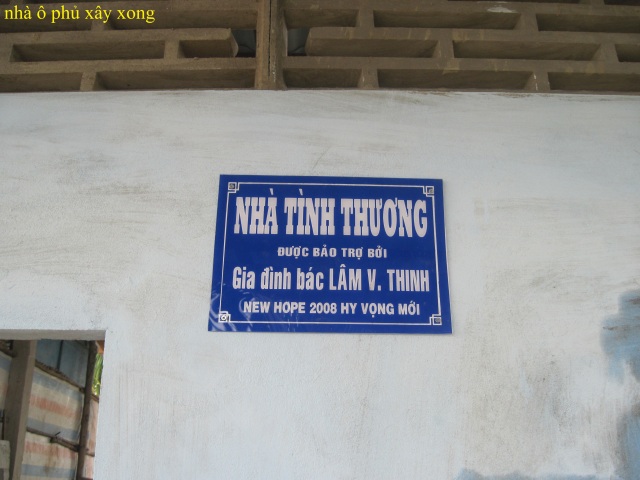 nhà ô phủ xây xong
NHÀ TÌNH THƯƠNG
ĐƯỢC BẢO TRỢ BỞI
Gia đình bác LÂM V. THINH
NEW HOPE 2008 HY VỌNG MỚI